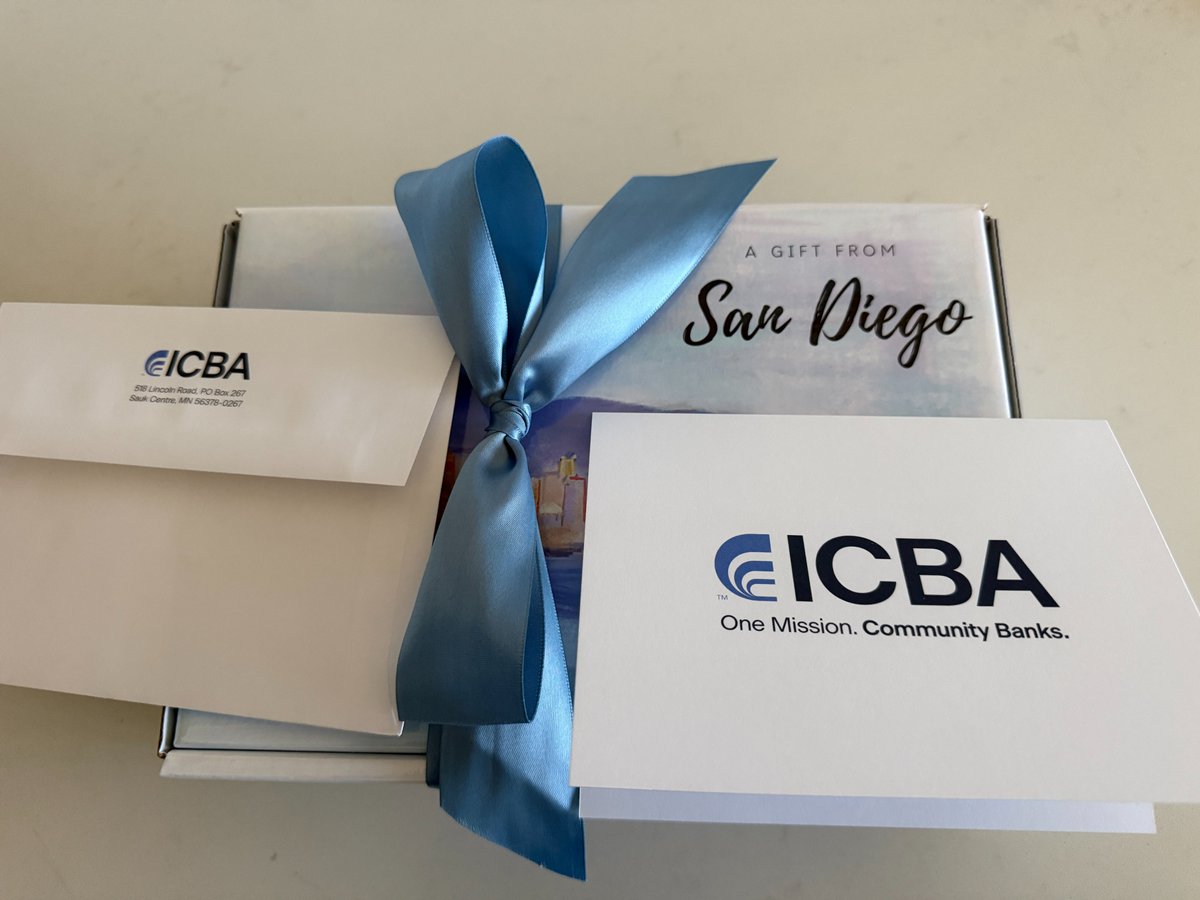 A GIFT FROM
San Diego
ICBA
518 Lincoln Road, PO Box 267
Sauk Centre, MN 56378-0267
TM
ICBA
One Mission. Community Banks.